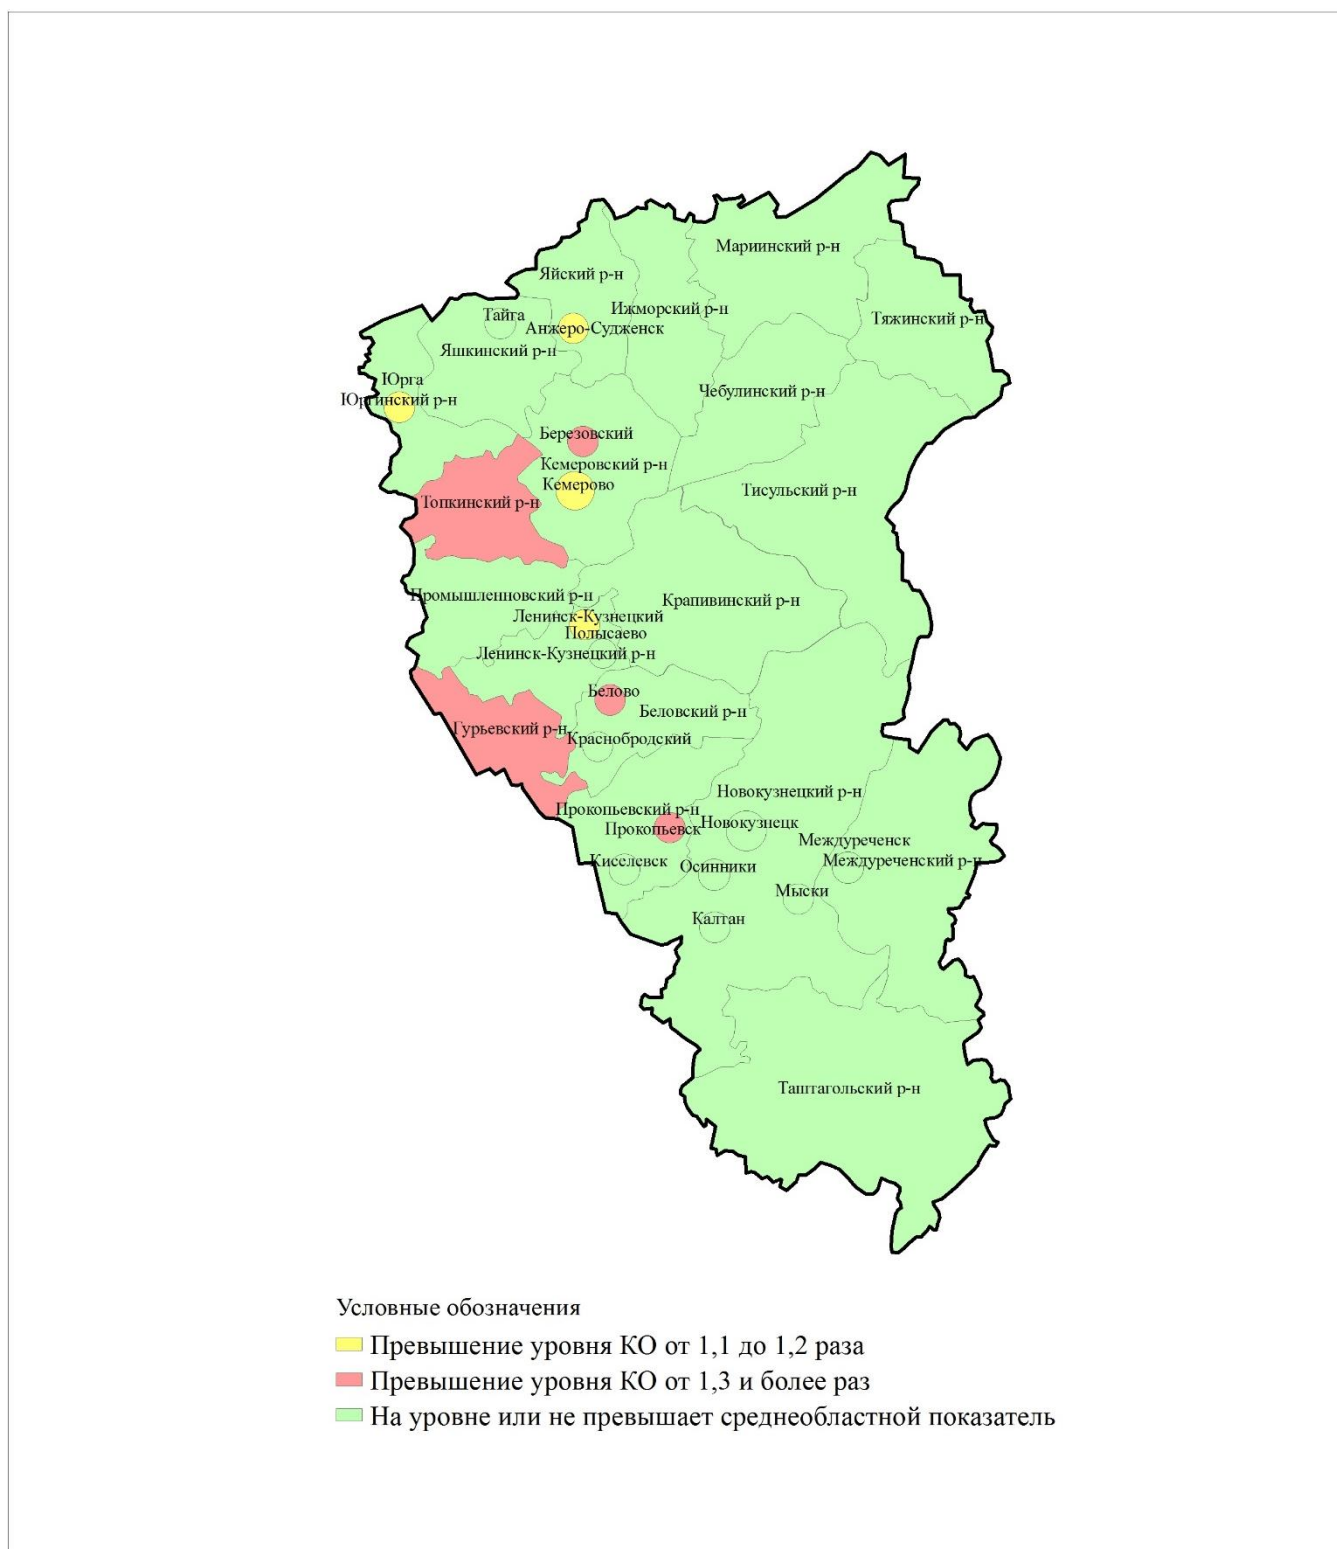 Мариинский р-н
Яйский р-н
Ижморский р-н
Тайга
Тяжинский р-н
Анжеро-Судженск
Яшкинский р-н
Юрга
Чебулинский р-н
Юргинский р-н
Березовский
Кемеровский р-н
Кемерово
Тисульский р-н
Топкинский р-н
Промышленновский р-н
Крапивинский р-н
Ленинск-Кузнецкий
Полысаево
Ленинск-Кузнецкий р-н
Белово
Беловский р-н
Гурьевский р-н
Краснобродский
Новокузнецкий р-н
Прокопьевский р-н
Новокузнецк
Прокопьевск
Междуреченск
Киселевск
Осинники
Междуреченский р-н
Мыски
Калтан
Таштагольский р-н
Условные обозначения
Превышение уровня КО от 1,1 до 1,2 раза
Превышение уровня КО от 1,3 и более раз
На уровне или не превышает среднеобластной показатель